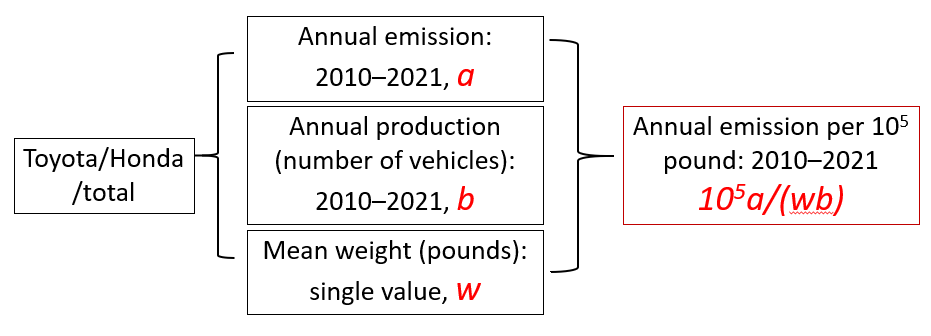 Toyota/Honda
/total
Annual emission:
2010–2021, a
Annual production
(number of vehicles):
2010–2021, b
Mean weight (pounds):
single value, w
Annual emission per 10⁵
pound: 2010–2021
10⁵a/(wb)